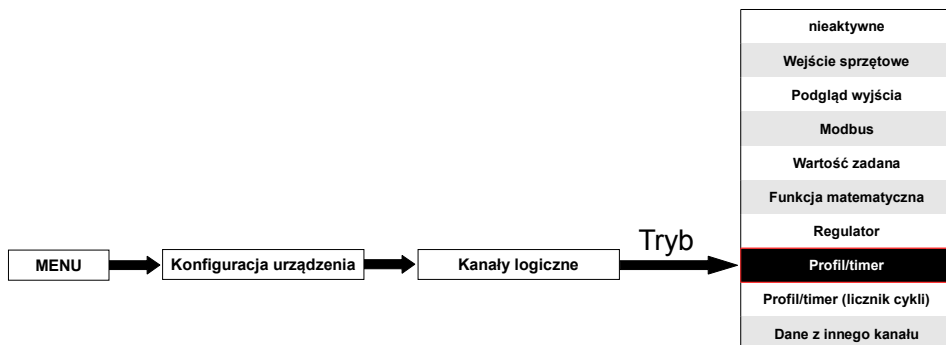 nieaktywne
Wejście sprzętowe
Podgląd wyjścia
Modbus
Wartość zadana
Funkcja matematyczna
Regulator
MENU
Konfiguracja urządzenia
Kanały logiczne
Tryb
Profil/timer
Profil/timer (licznik cykli)
Dane z innego kanału